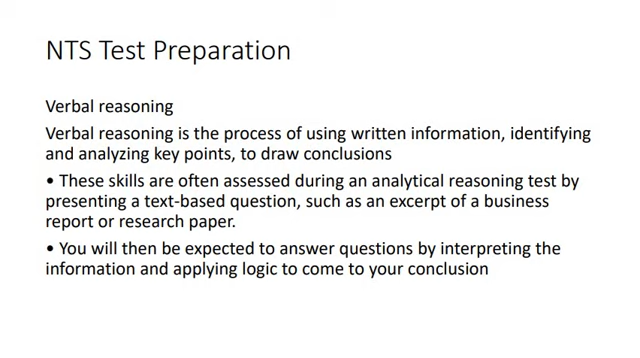 NTS Test Preparation
Verbal reasoning
Verbal reasoning is the process of using written information, identifying
and analyzing key points, to draw conclusions
• These skills are often assessed during an analytical reasoning test by
presenting a text-based question, such as an excerpt of a business
report or research paper.
• You will then be expected to answer questions by interpreting the
information and applying logic to come to your conclusion